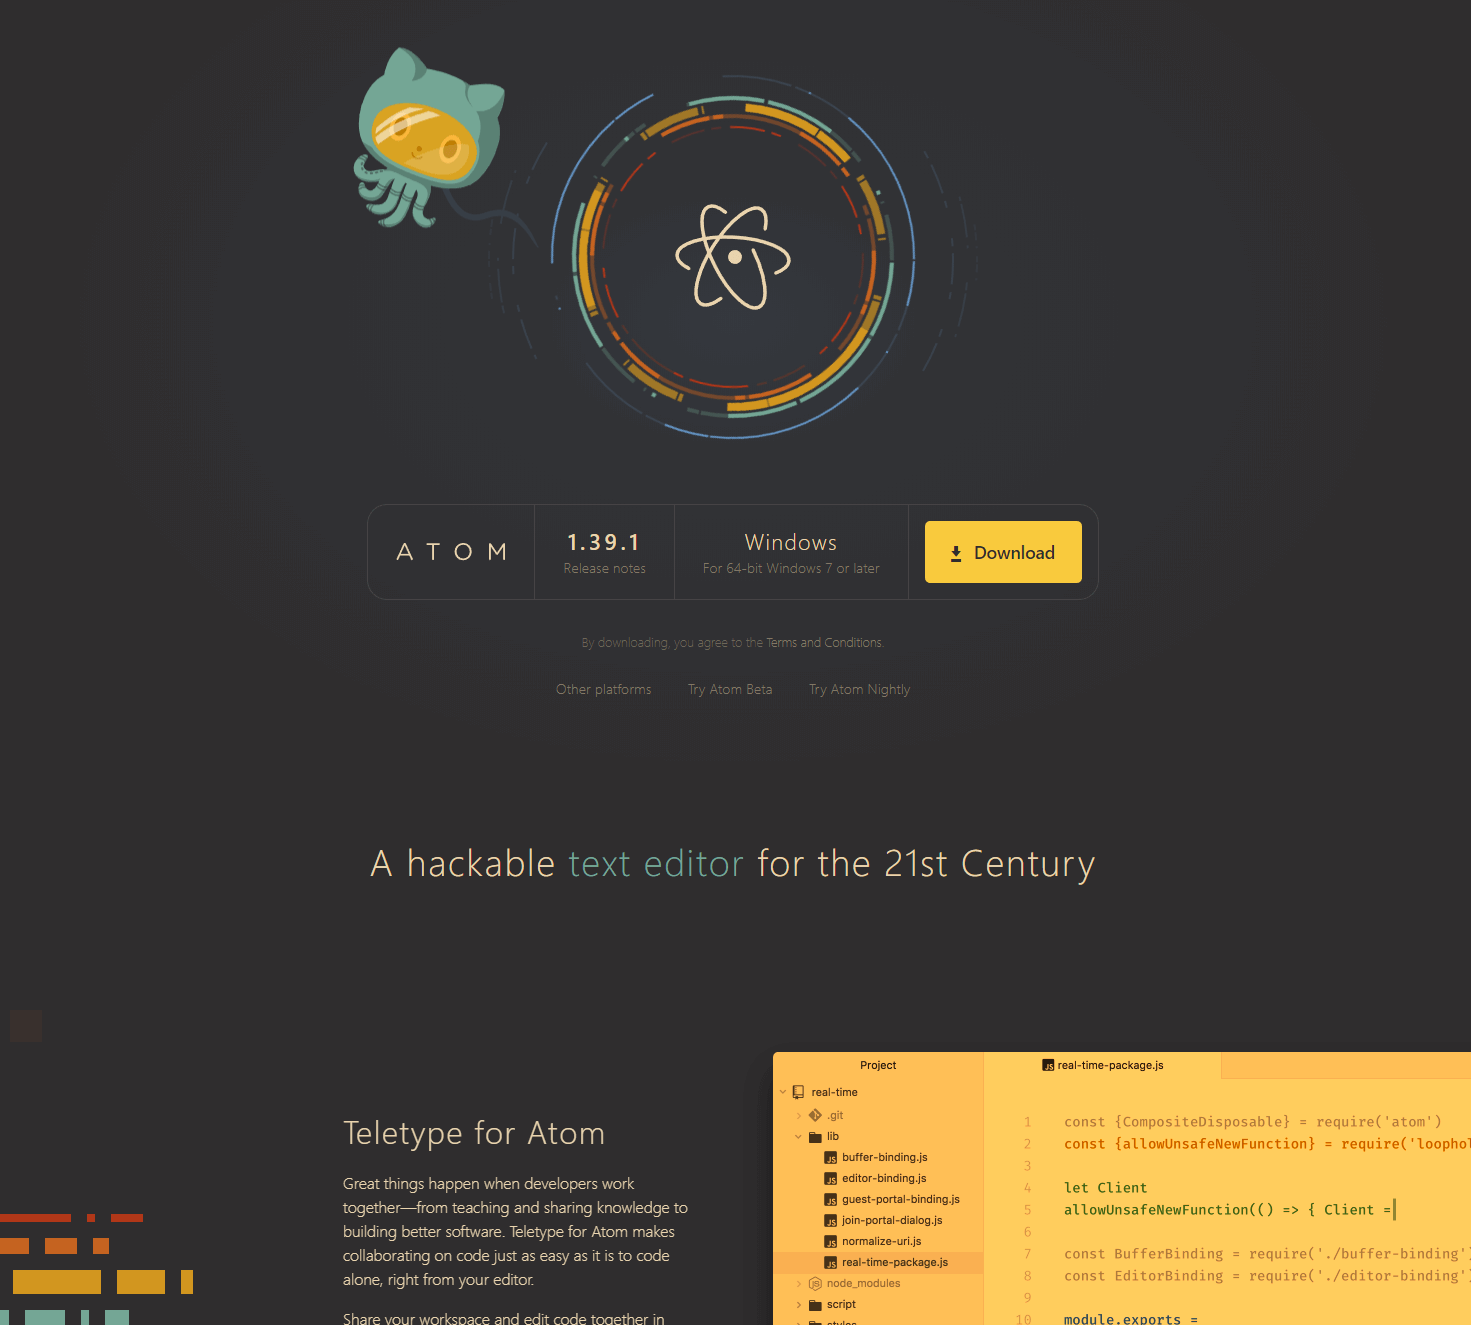 ATOM
1.39.1
Release notes
Windows
For 64-bit Windows 7 or later
Download
By downloading, you agree to the Terms and Conditions.
Other platforms
Try Atom Beta
Try Atom Nightly
A hackable text editor for the 21st Century
Teletype for Atom
Great things happen when developers work
together—from teaching and sharing knowledge to
building better software. Teletype for Atom makes
collaborating on code just as easy as it is to code
alone, right from your editor.
Share your workspace and edit code together in
Project
real-time
.git
lib
buffer-binding.js
editor-binding.js
guest-portal-binding.js
join-portal-dialog.js
normalize-uri.js
real-time-package.js
node_modules
script
styles
real-time-package.js
1 const {CompositeDisposable} = require('atom')
2 const {allowUnsafeNewFunction} = require('loophol
3
4 let Client
5 allowUnsafeNewFunction(() => { Client =
6
7 const BufferBinding = require('./buffer-binding')
8 const EditorBinding = require('./editor-binding')
9
10 module.exports =